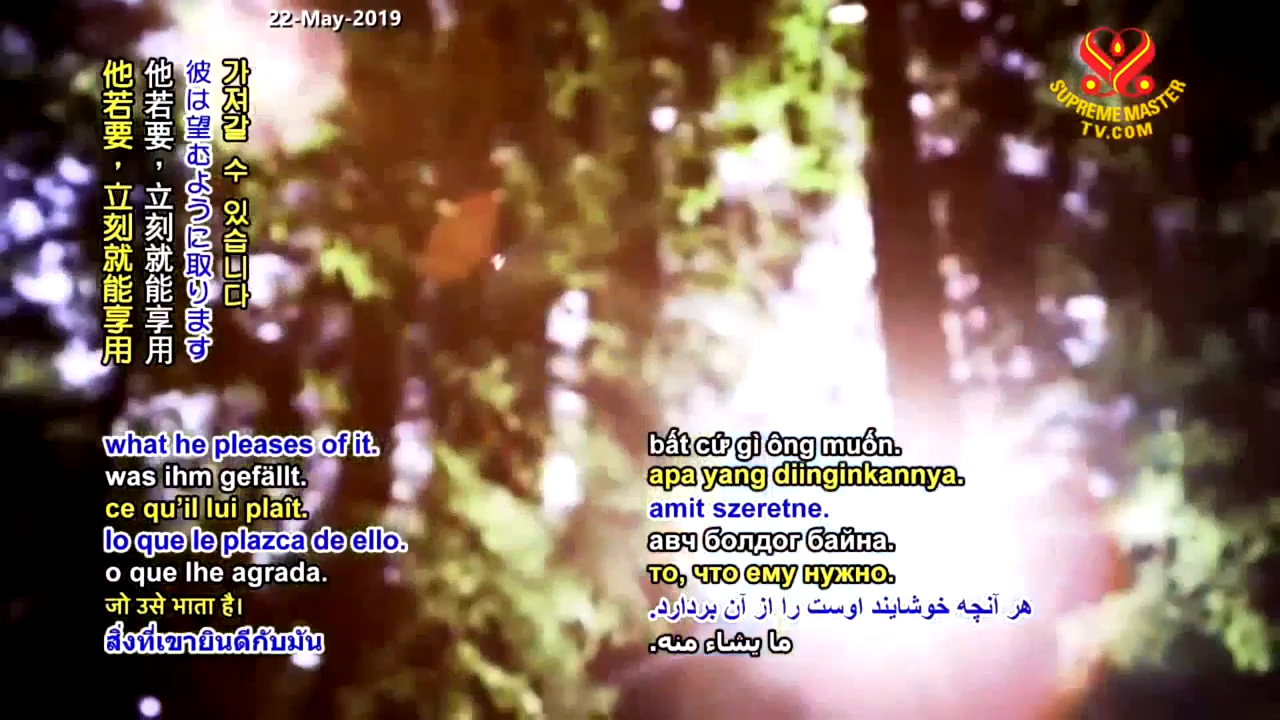 22-May-2019
SUPREME MASTER
TV.COM
가져갈 수 있습니다
彼は望むように取ります
他若要，立刻就能享用
他若要，立刻就能享用
what he pleases of it.
was ihm gefällt.
ce qu’il lui plaît.
lo que le plazca de ello.
o que lhe agrada.
जो उसे भाता है।
สิ่งที่เขายินดีกับมัน
bất cứ gì ông muốn.
apa yang diinginkannya.
amit szeretne.
авч болдог байна.
то, что ему нужно.
هر آنچه خوشایند اوست را از آن بردارد.
ما يشاء منه.